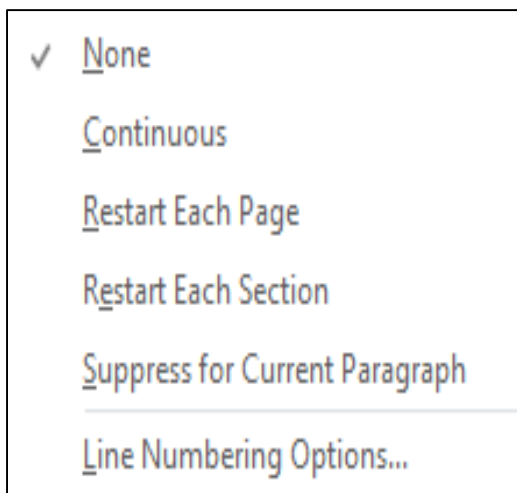 None
Continuous
Restart Each Page
Restart Each Section
Suppress for Current Paragraph
Line Numbering Options...